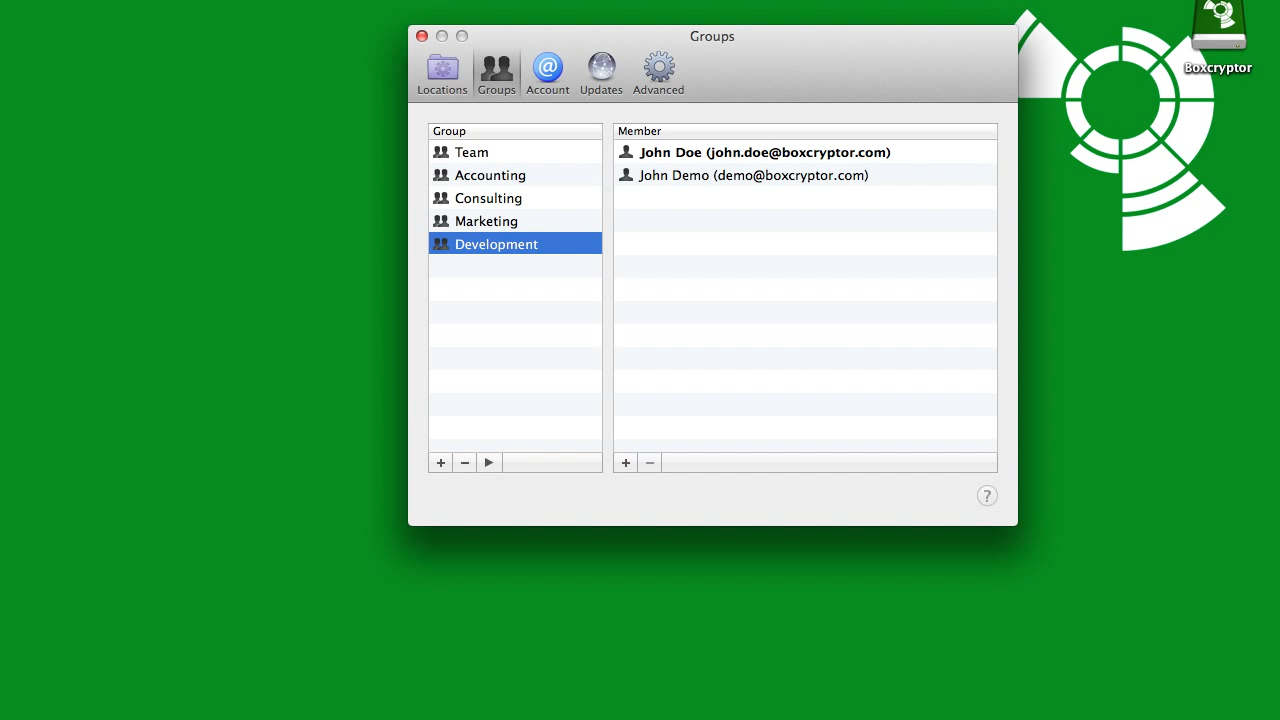 Groups
Locations Groups Account Updates Advanced
Boxcryptor
Group
Member
Team
John Doe (john.doe@boxcryptor.com)
Accounting
John Demo (demo@boxcryptor.com)
Consulting
Marketing
Development
?